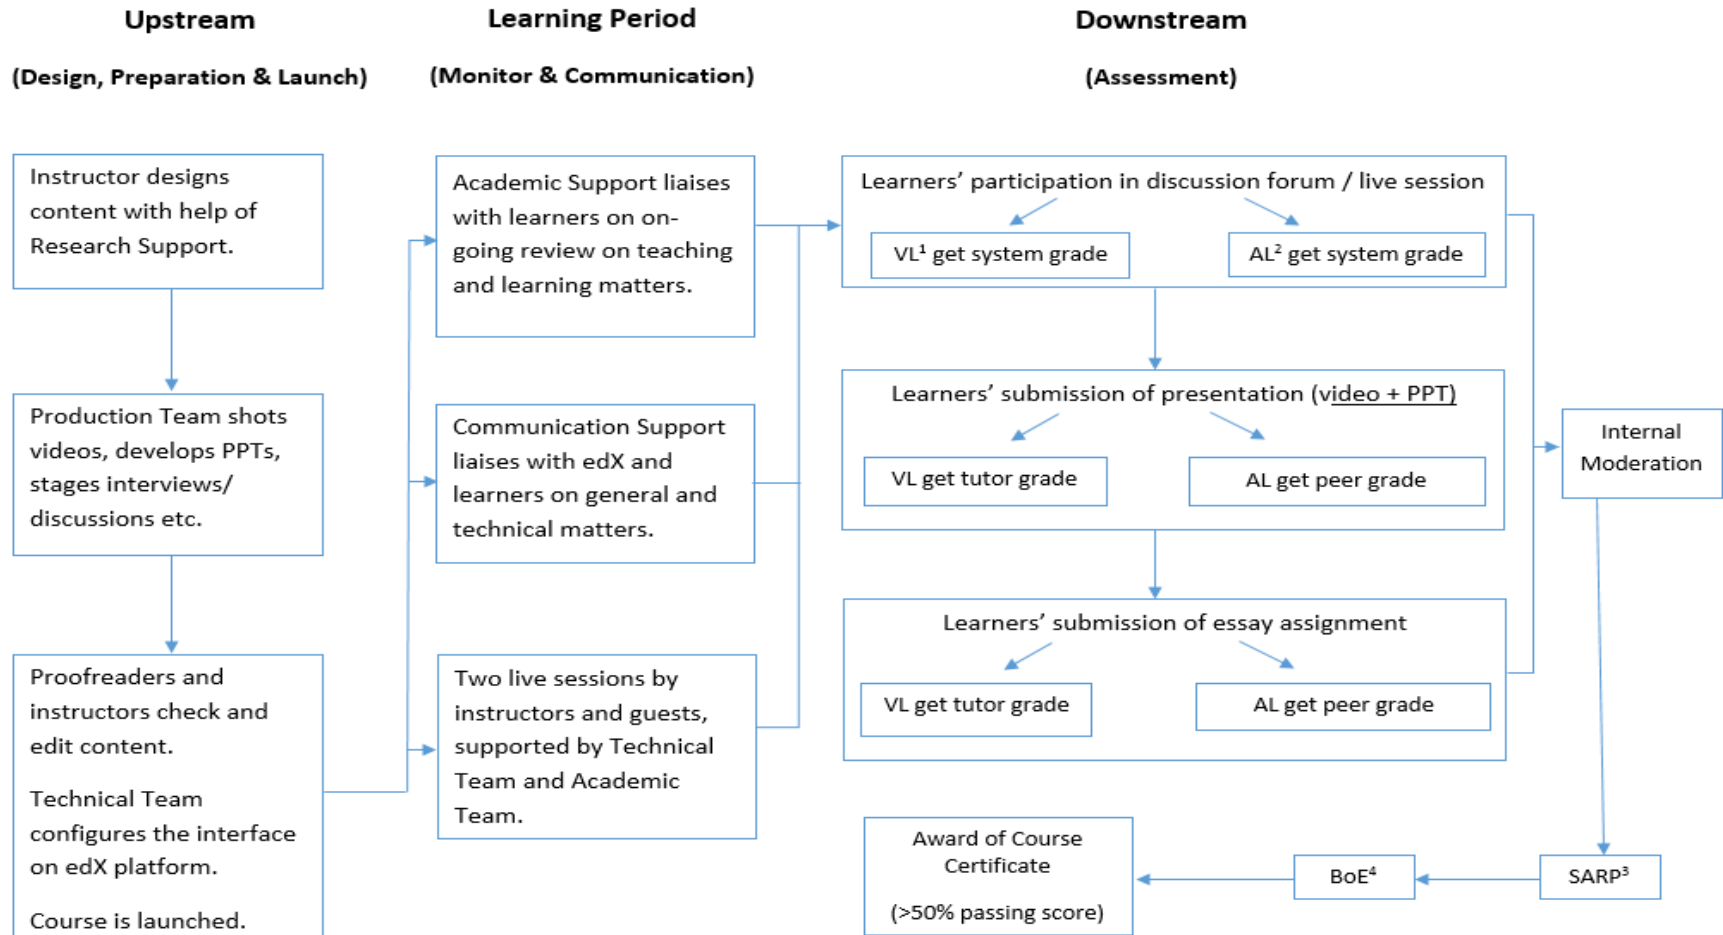 Upstream
(Design, Preparation & Launch)
Learning Period
(Monitor & Communication)
Downstream
(Assessment)
Instructor designs
content with help of
Research Support.
Production Team shots
videos, develops PPTs,
stages interviews/
discussions etc.
Proofreaders and
instructors check and
edit content.
Technical Team
configures the interface
on edX platform.
Course is launched.
Academic Support liaises
with learners on on-
going review on teaching
and learning matters.
Communication Support
liaises with edX and
learners on general and
technical matters.
Two live sessions by
instructors and guests,
supported by Technical
Team and Academic
Team.
Learners’ participation in discussion forum / live session
VL¹ get system grade
AL² get system grade
Learners’ submission of presentation (video + PPT)
VL get tutor grade
AL get peer grade
Learners’ submission of essay assignment
VL get tutor grade
AL get peer grade
Internal
Moderation
SARP³
BoE⁴
Award of Course
Certificate
(>50% passing score)